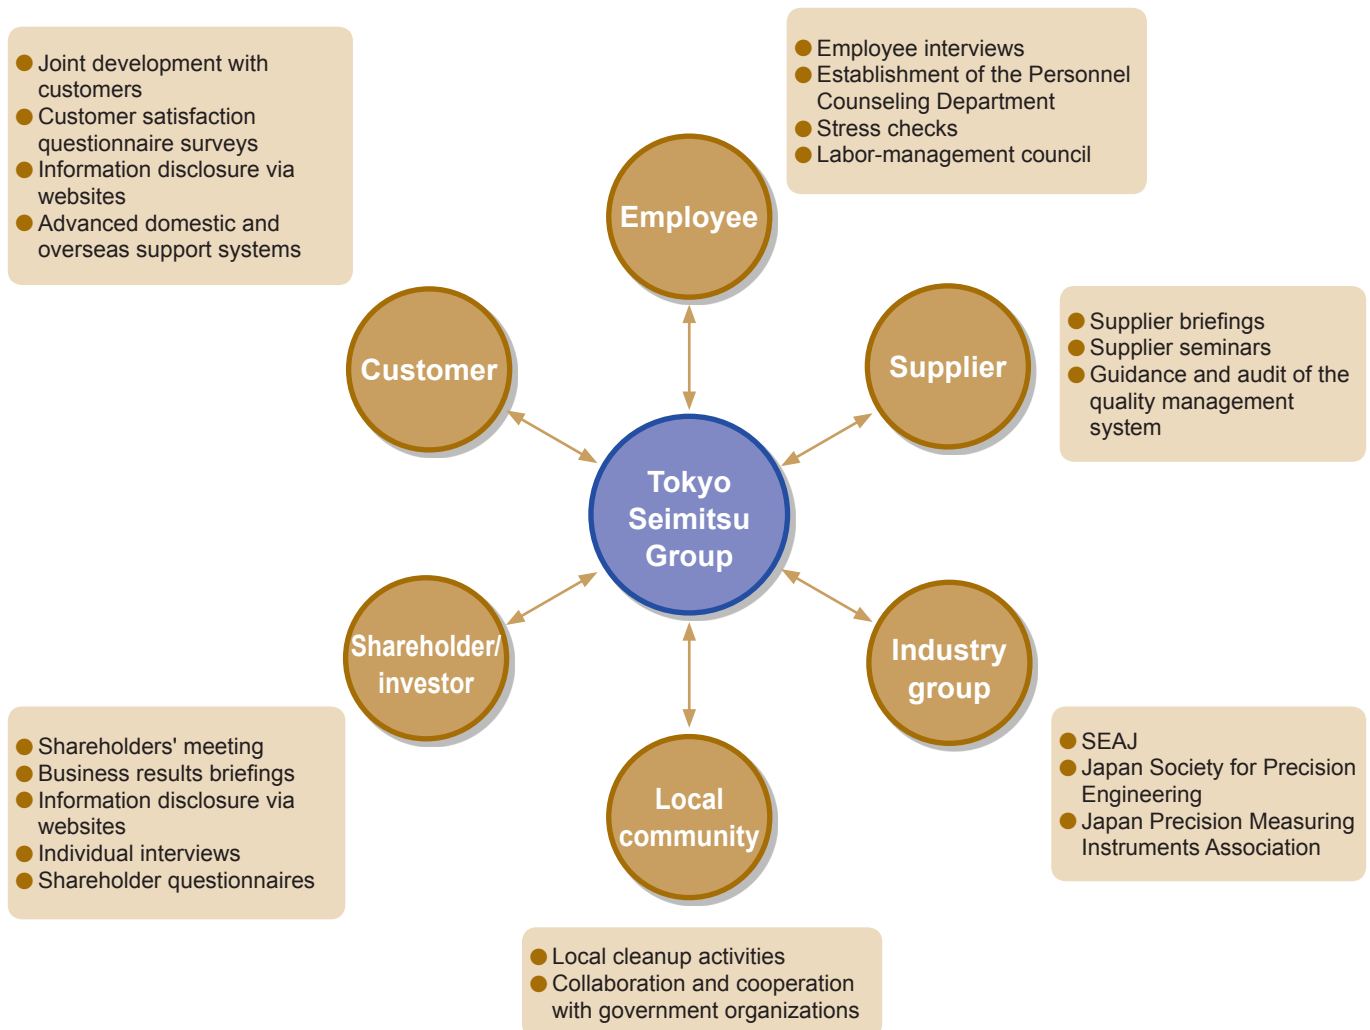 Joint development with
customers
Customer satisfaction
questionnaire surveys
Information disclosure via
websites
Advanced domestic and
overseas support systems
Employee interviews
Establishment of the Personnel
Counseling Department
Stress checks
Labor-management council
Employee
Customer
Supplier
Supplier briefings
Supplier seminars
Guidance and audit of the
quality management
system
Tokyo
Seimitsu
Group
Shareholder/
investor
Industry
group
Shareholders' meeting
Business results briefings
Information disclosure via
websites
Individual interviews
Shareholder questionnaires
Local
community
SEAJ
Japan Society for Precision
Engineering
Japan Precision Measuring
Instruments Association
Local cleanup activities
Collaboration and cooperation
with government organizations